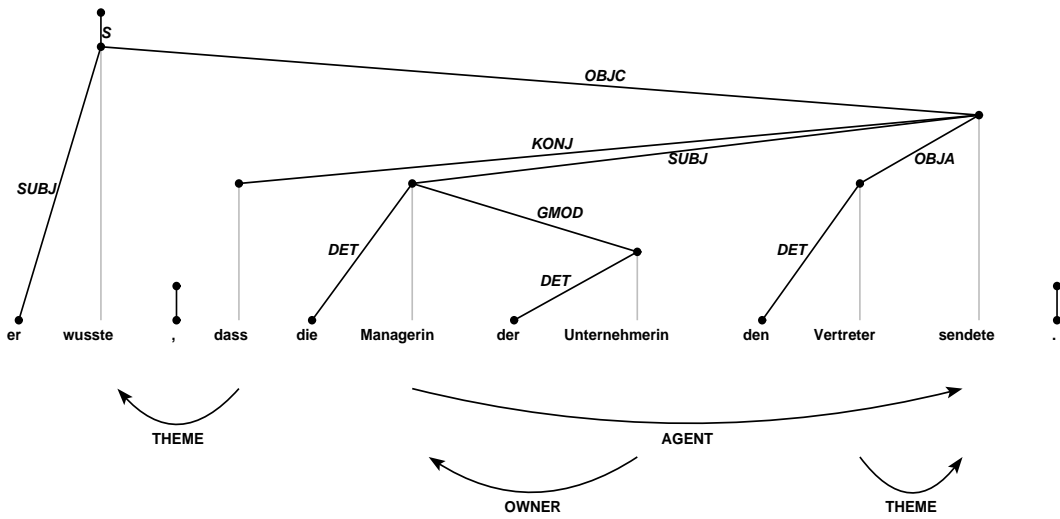 S
OBJC
KONJ
SUBJ
OBJA
SUBJ
GMOD
DET
DET
DET
er wusste , dass die Managerin der Unternehmerin den Vertreter sendete .
THEME
AGENT
OWNER
THEME